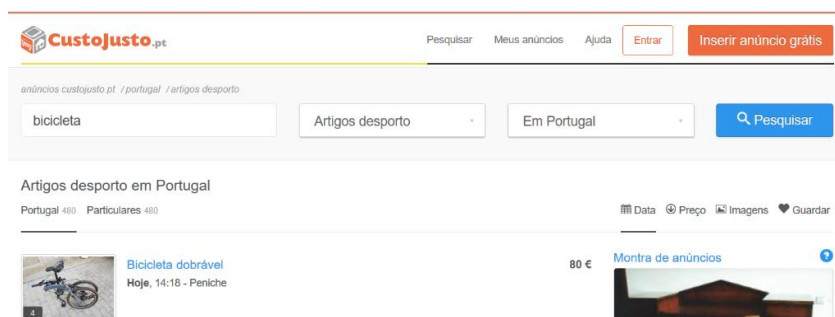 CustoJusto.pt
Pesquisar Meus anúncios Ajuda Entrar Inserir anúncio grátis
anúncios custojusto.pt / portugal / artigos desporto
bicicleta Artigos desporto Em Portugal Pesquisar
Artigos desporto em Portugal
Portugal 480 Particulares 480 Data Preço Imagens Guardar
Bicicleta dobrável 80 € Montra de anúncios ?
Hoje, 14:18 - Peniche
4